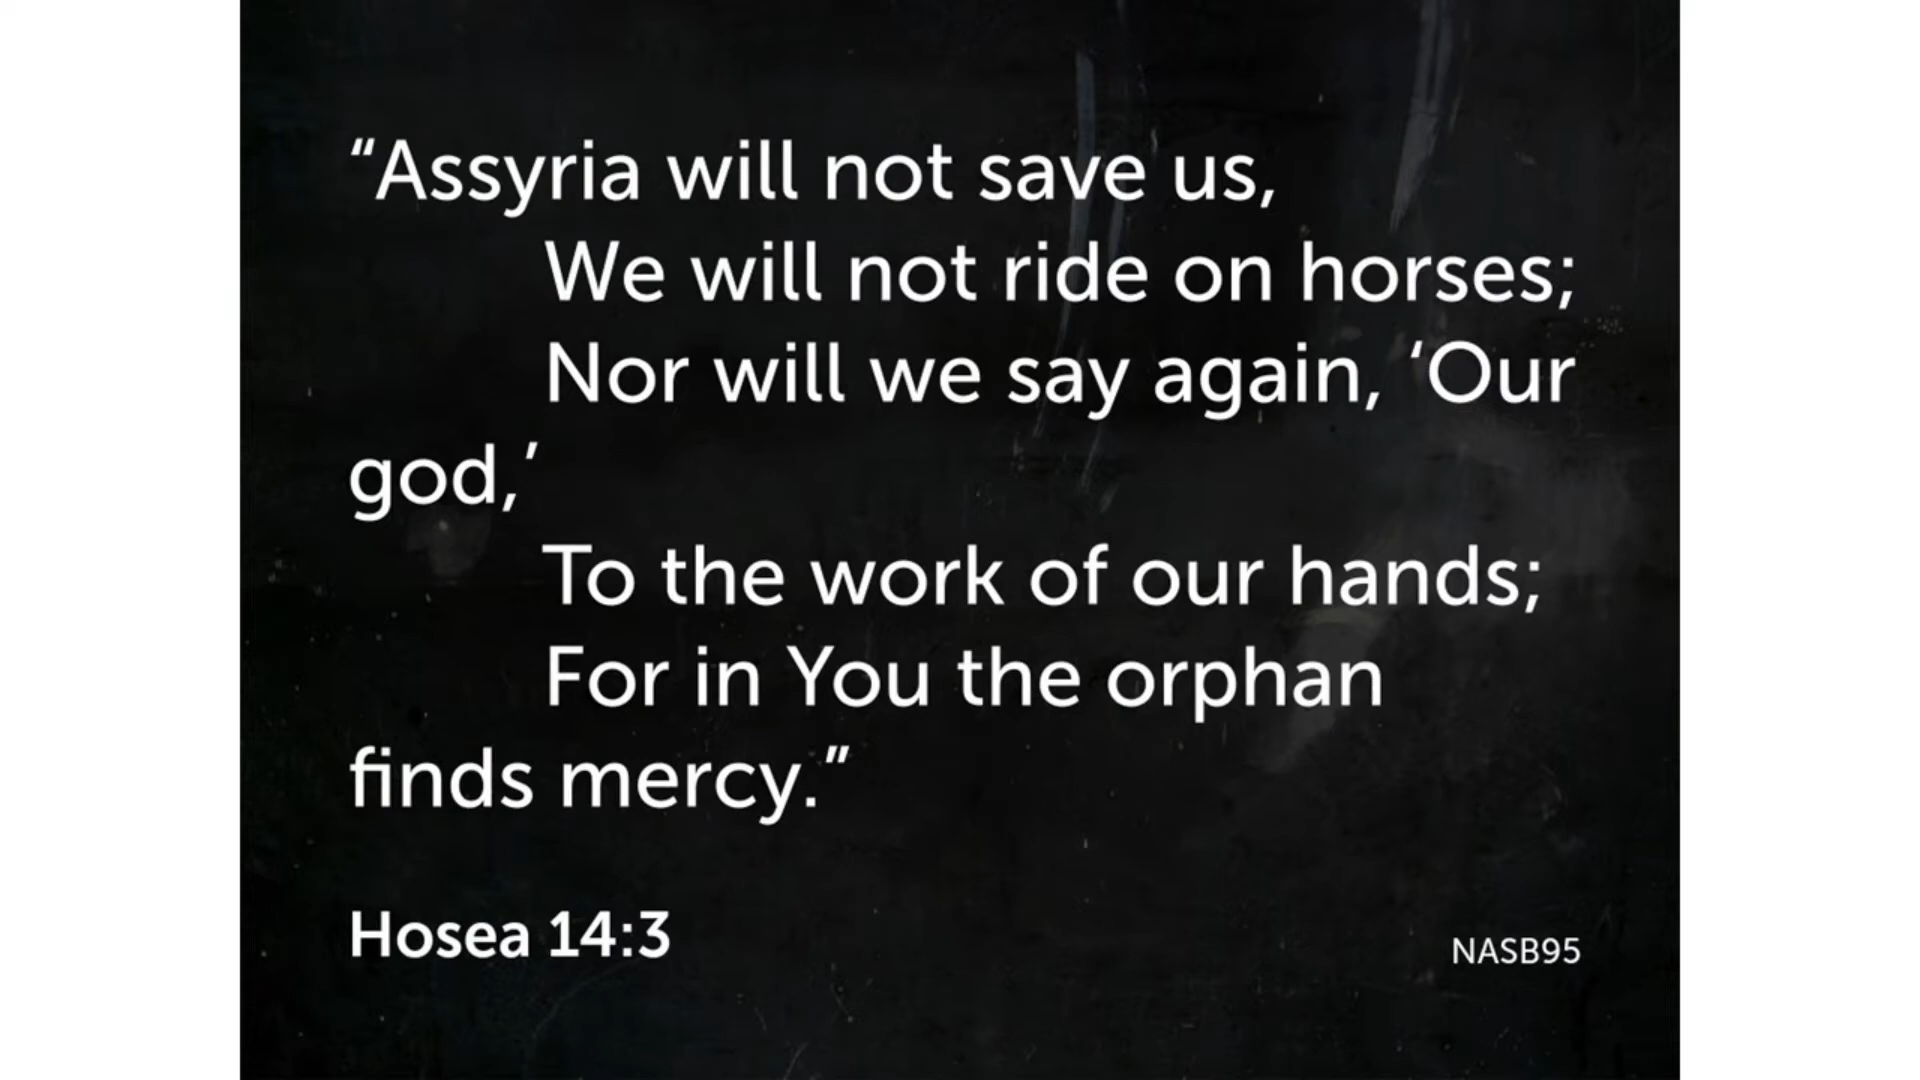 “Assyria will not save us,
We will not ride on horses;
Nor will we say again, ‘Our
god,’
To the work of our hands;
For in You the orphan
finds mercy.”
Hosea 14:3
NASB95